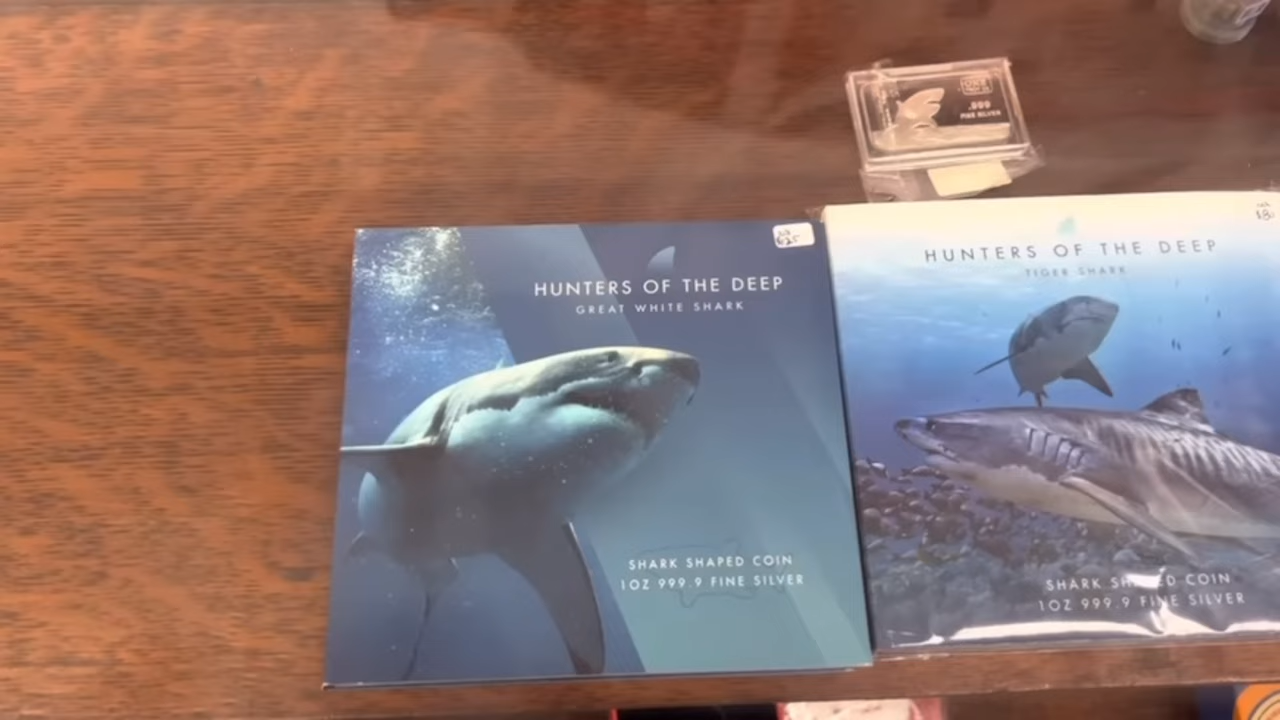 .999
FINE SILVER
HUNTERS OF THE DEEP
GREAT WHITE SHARK
SHARK SHAPED COIN
1OZ 999.9 FINE SILVER
HUNTERS OF THE DEEP
TIGER SHARK
SHARK SHAPED COIN
1OZ 999.9 FINE SILVER